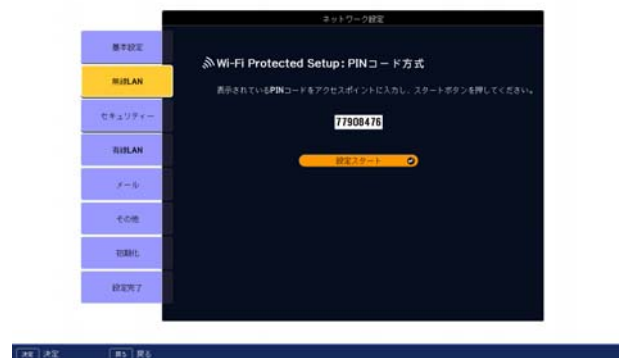 ネットワーク設定
基本設定
無線LAN
セキュリティー
有線LAN
メール
その他
初期化
設定完了
Wi-Fi Protected Setup: PINコード方式
表示されているPINコードをアクセスポイントに入力し、スタートボタンを押してください。
77908476
設定スタート
決定 決定 戻る 戻る